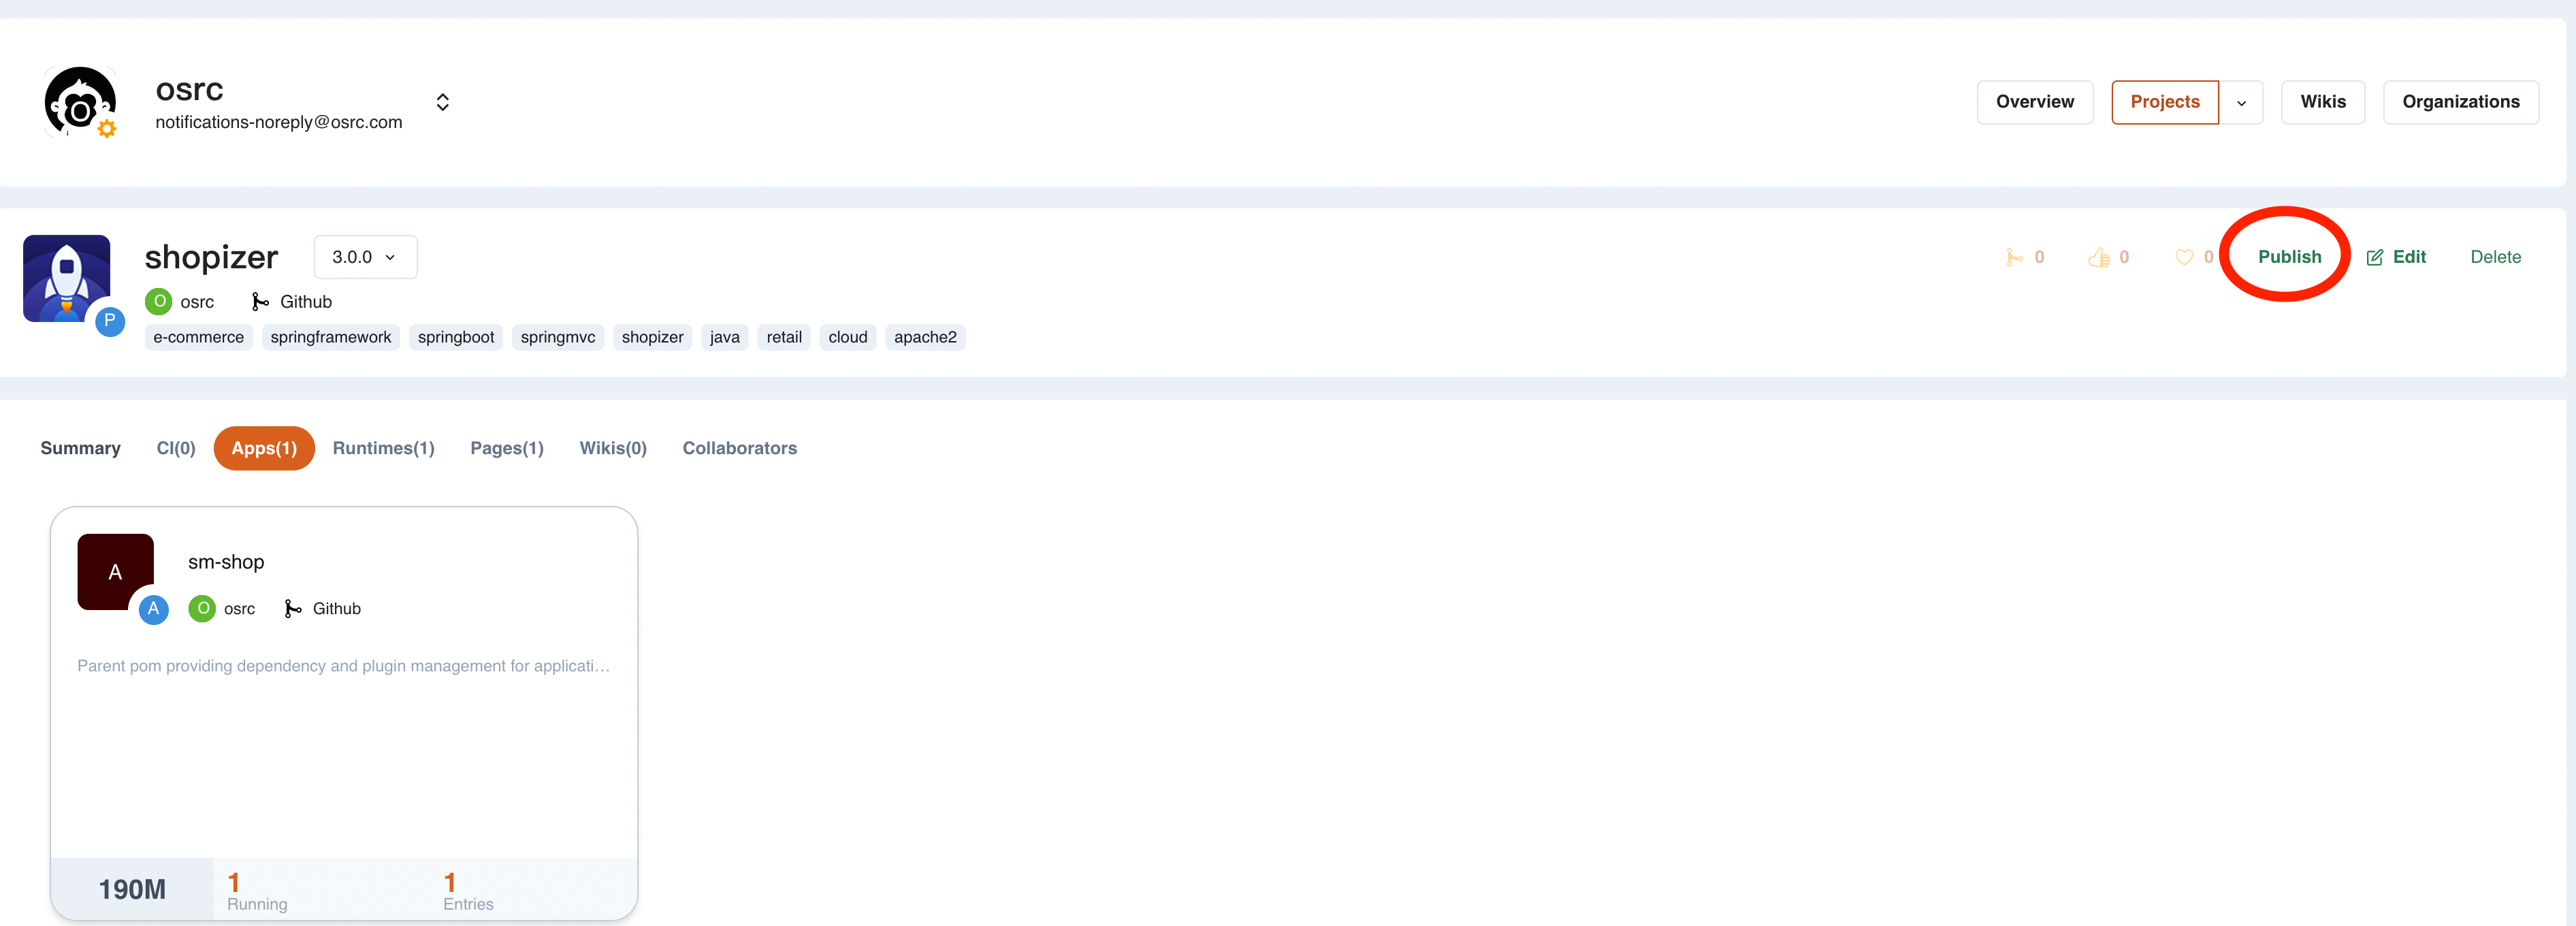 O
osrc
notifications-noreply@osrc.com
Overview Projects Wikis Organizations
P
shopizer 3.0.0
0 0 0 Publish Edit Delete
O osrc Github
e-commerce springframework springboot springmvc shopizer java retail cloud apache2
Summary CI(0) Apps(1) Runtimes(1) Pages(1) Wikis(0) Collaborators
A
sm-shop
A O osrc Github
Parent pom providing dependency and plugin management for applicati...
190M 1 Running 1 Entries